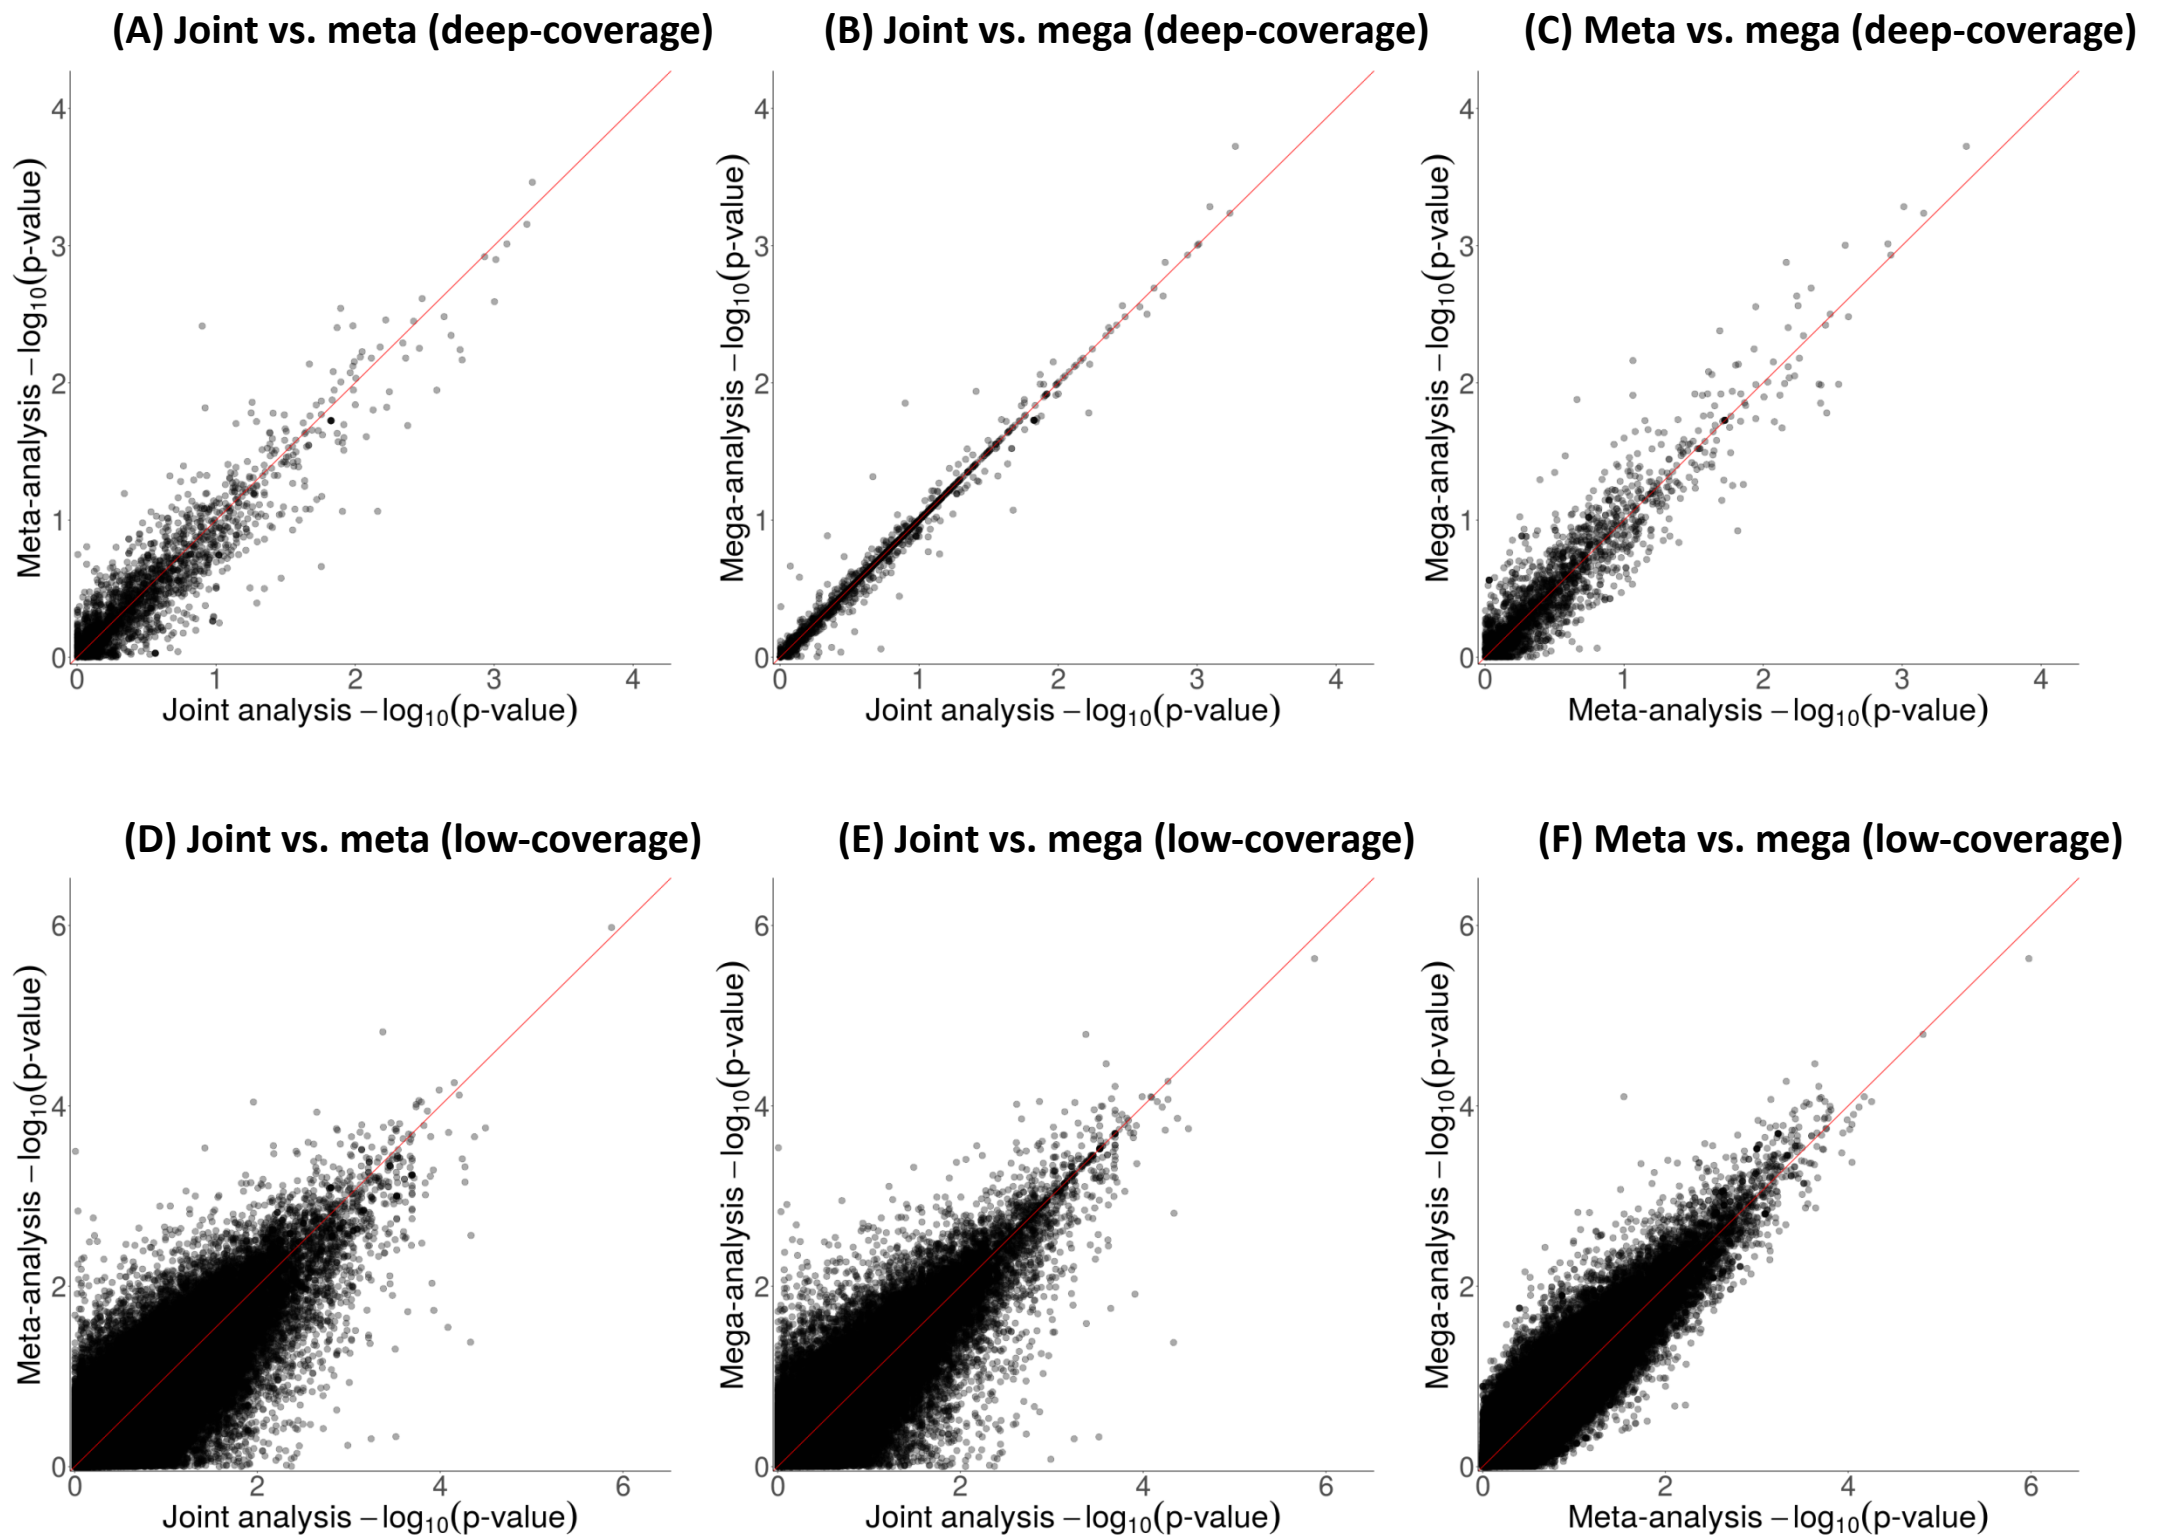 (A) Joint vs. meta (deep-coverage)
(B) Joint vs. mega (deep-coverage)
(C) Meta vs. mega (deep-coverage)
Meta-analysis −log10(p-value)
4
3
2
1
0
0 1 2 3 4
Joint analysis −log10(p-value)
Mega-analysis −log10(p-value)
4
3
2
1
0
0 1 2 3 4
Joint analysis −log10(p-value)
Mega-analysis −log10(p-value)
4
3
2
1
0
0 1 2 3 4
Meta-analysis −log10(p-value)
(D) Joint vs. meta (low-coverage)
(E) Joint vs. mega (low-coverage)
(F) Meta vs. mega (low-coverage)
Meta-analysis −log10(p-value)
6
4
2
0
0 2 4 6
Joint analysis −log10(p-value)
Mega-analysis −log10(p-value)
6
4
2
0
0 2 4 6
Joint analysis −log10(p-value)
Mega-analysis −log10(p-value)
6
4
2
0
0 2 4 6
Meta-analysis −log10(p-value)